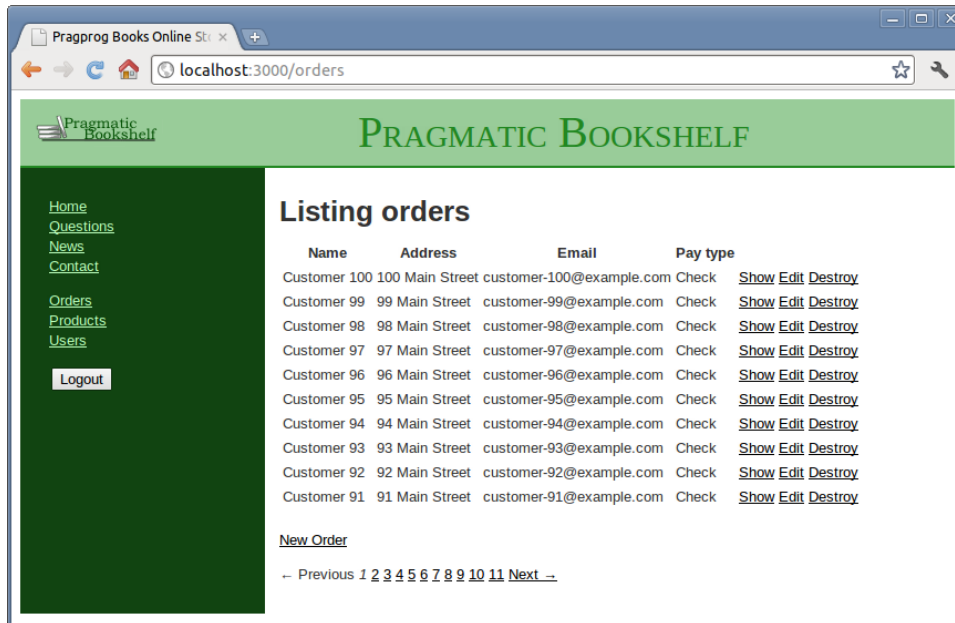 Pragprog Books Online Sto
localhost:3000/orders
Pragmatic
Bookshelf
PRAGMATIC BOOKSHELF
Home
Questions
News
Contact
Orders
Products
Users
Logout
Listing orders
Name Address Email Pay type
Customer 100 100 Main Street customer-100@example.com Check Show Edit Destroy
Customer 99 99 Main Street customer-99@example.com Check Show Edit Destroy
Customer 98 98 Main Street customer-98@example.com Check Show Edit Destroy
Customer 97 97 Main Street customer-97@example.com Check Show Edit Destroy
Customer 96 96 Main Street customer-96@example.com Check Show Edit Destroy
Customer 95 95 Main Street customer-95@example.com Check Show Edit Destroy
Customer 94 94 Main Street customer-94@example.com Check Show Edit Destroy
Customer 93 93 Main Street customer-93@example.com Check Show Edit Destroy
Customer 92 92 Main Street customer-92@example.com Check Show Edit Destroy
Customer 91 91 Main Street customer-91@example.com Check Show Edit Destroy
New Order
← Previous 1 2 3 4 5 6 7 8 9 10 11 Next →